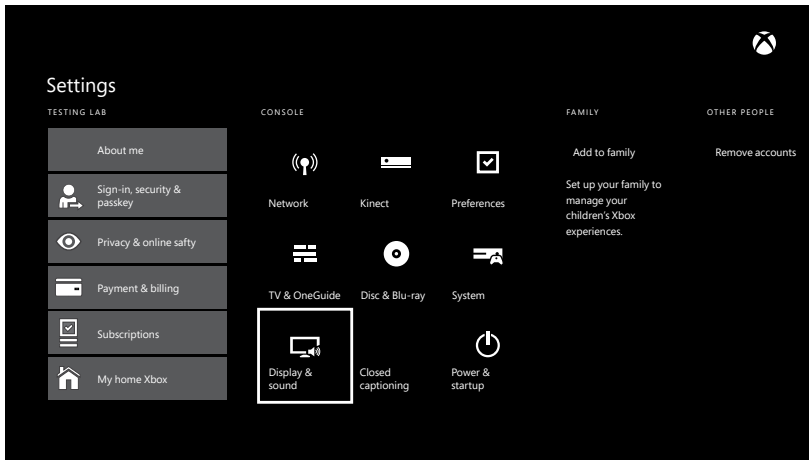 Settings
TESTING LAB
About me
Sign-in, security &
passkey
Privacy & online safty
Payment & billing
Subscriptions
My home Xbox
CONSOLE
Network
Kinect
Preferences
TV & OneGuide
Disc & Blu-ray
System
Display &
sound
Closed
captioning
Power &
startup
FAMILY
Add to family
Set up your family to
manage your
children's Xbox
experiences.
OTHER PEOPLE
Remove accounts